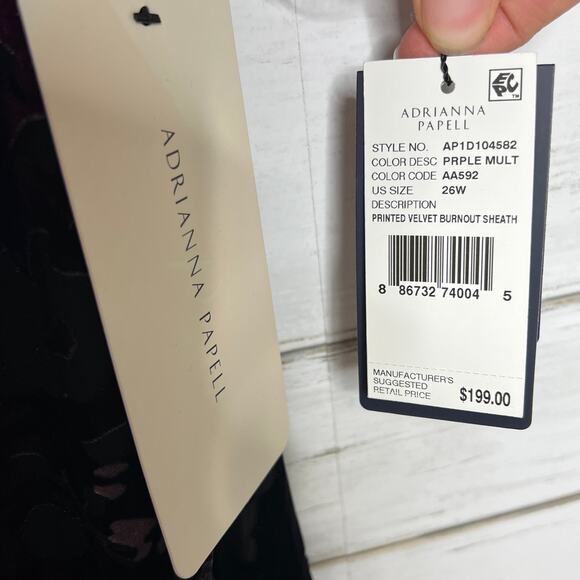 ADRIANNA PAPELL
EPC
TM
ADRIANNA
PAPELL
STYLE NO. AP1D104582
COLOR DESC PRPLE MULT
COLOR CODE AA592
US SIZE 26W
DESCRIPTION
PRINTED VELVET BURNOUT SHEATH
8 86732 74004 5
MANUFACTURER'S
SUGGESTED
RETAIL PRICE $199.00